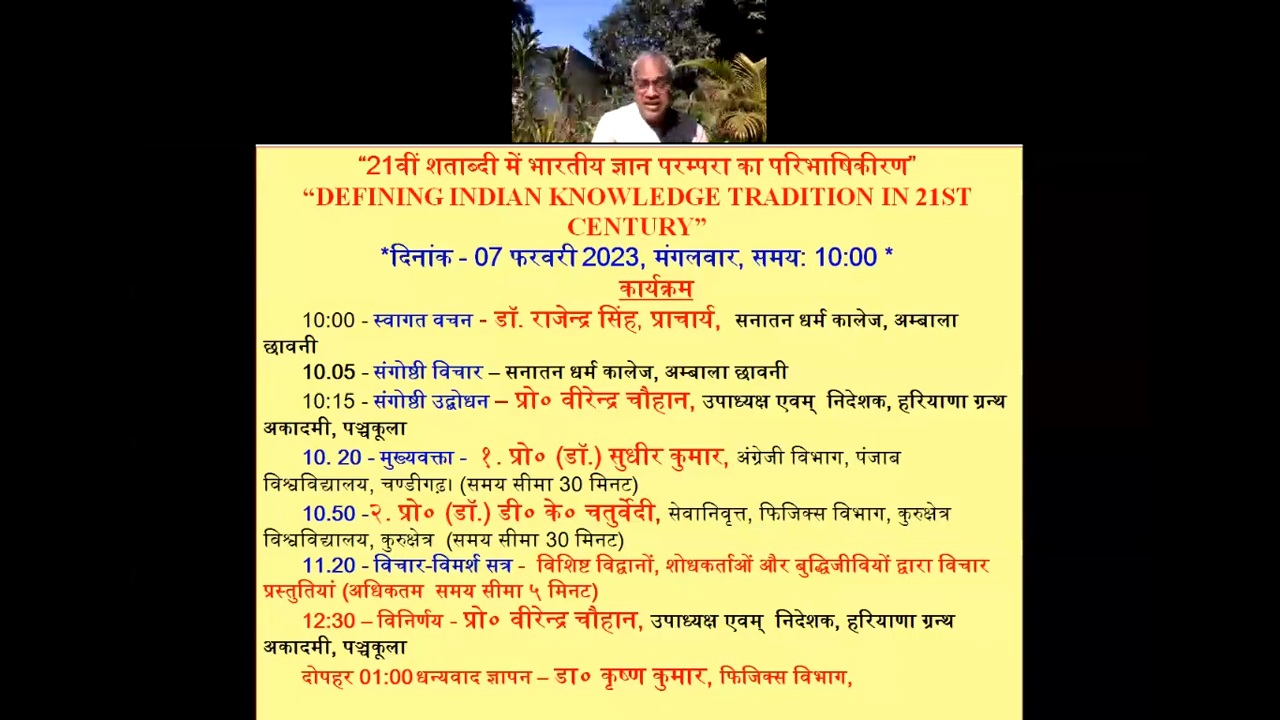 “21वीं शताब्दी में भारतीय ज्ञान परम्परा का परिभाषिकीरण”
“DEFINING INDIAN KNOWLEDGE TRADITION IN 21ST
CENTURY”
*दिनांक - 07 फरवरी 2023, मंगलवार, समय: 10:00 *
कार्यक्रम
10:00 - स्वागत वचन - डॉ. राजेन्द्र सिंह, प्राचार्य, सनातन धर्म कालेज, अम्बाला
छावनी
10.05 - संगोष्ठी विचार – सनातन धर्म कालेज, अम्बाला छावनी
10:15 - संगोष्ठी उद्बोधन – प्रो० वीरेन्द्र चौहान, उपाध्यक्ष एवम् निदेशक, हरियाणा ग्रन्थ
अकादमी, पञ्चकूला
10. 20 - मुख्यवक्ता - १. प्रो० (डॉ.) सुधीर कुमार, अंग्रेजी विभाग, पंजाब
विश्वविद्यालय, चण्डीगढ़। (समय सीमा 30 मिनट)
10.50 -२. प्रो० (डॉ.) डी० के० चतुर्वेदी, सेवानिवृत्त, फिजिक्स विभाग, कुरुक्षेत्र
विश्वविद्यालय, कुरुक्षेत्र (समय सीमा 30 मिनट)
11.20 - विचार-विमर्श सत्र - विशिष्ट विद्वानों, शोधकर्ताओं और बुद्धिजीवियों द्वारा विचार
प्रस्तुतियां (अधिकतम समय सीमा ५ मिनट)
12:30 – विनिर्णय - प्रो० वीरेन्द्र चौहान, उपाध्यक्ष एवम् निदेशक, हरियाणा ग्रन्थ
अकादमी, पञ्चकूला
दोपहर 01:00 धन्यवाद ज्ञापन – डा० कृष्ण कुमार, फिजिक्स विभाग,